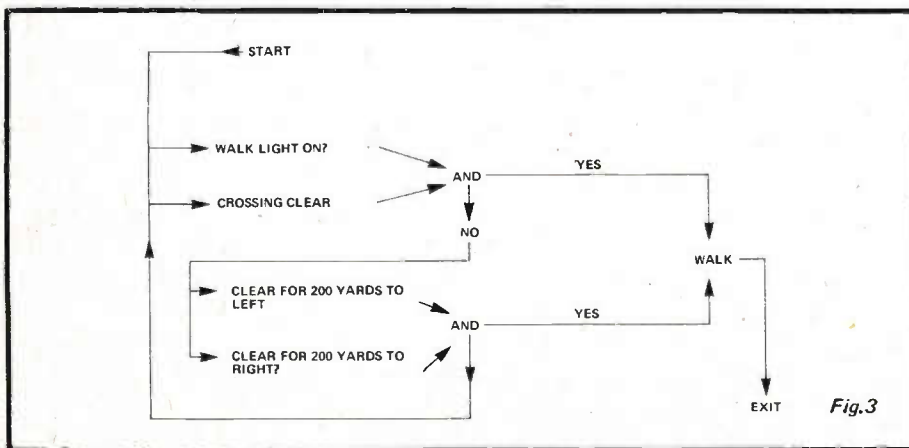 START
WALK LIGHT ON?
AND
YES
CROSSING CLEAR
NO
WALK
CLEAR FOR 200 YARDS TO
LEFT
AND
YES
CLEAR FOR 200 YARDS TO
RIGHT?
EXIT
Fig.3